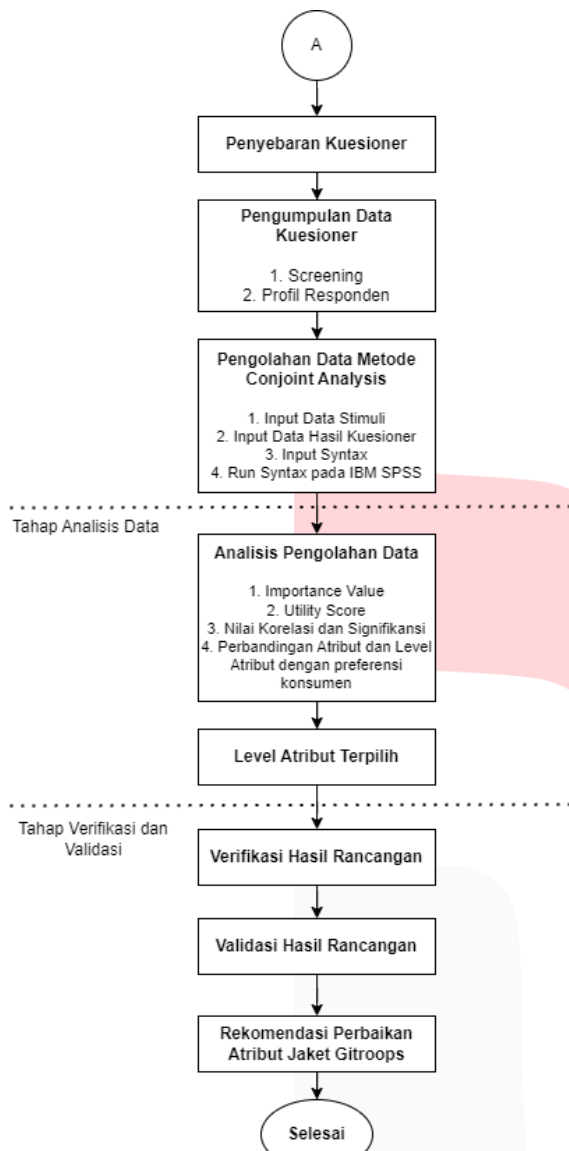 A
Penyebaran Kuesioner
Pengumpulan Data
Kuesioner
1. Screening
2. Profil Responden
Pengolahan Data Metode
Conjoint Analysis
1. Input Data Stimuli
2. Input Data Hasil Kuesioner
3. Input Syntax
4. Run Syntax pada IBM SPSS
Tahap Analisis Data
Analisis Pengolahan Data
1. Importance Value
2. Utility Score
3. Nilai Korelasi dan Signifikansi
4. Perbandingan Atribut dan Level
Atribut dengan preferensi
konsumen
Level Atribut Terpilih
Tahap Verifikasi dan
Validasi
Verifikasi Hasil Rancangan
Validasi Hasil Rancangan
Rekomendasi Perbaikan
Atribut Jaket Gitroops
Selesai